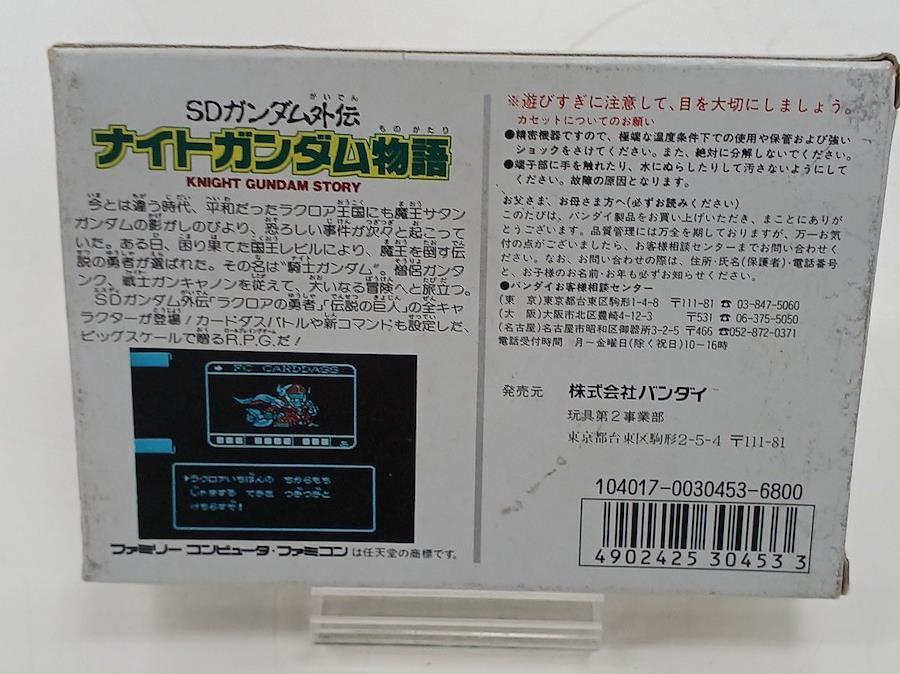 SDガンダム外伝
ナイトガンダム物語
KNIGHT GUNDAM STORY
今とは違う時代、平和だったラクロア王国にも魔王サタン
ガンダムの影がしのびより、恐ろしい事件が次々と起こって
いた。ある日、困り果てた国王レビルにより、魔王を倒す伝
説の勇者が選ばれた。その名は“騎士ガンダム”。僧侶ガンタ
ンク、戦士ガンキャノンを従えて、大いなる冒険へと旅立つ。
SDガンダム外伝「ラクロアの勇者」「伝説の巨人」の全キャ
ラクターが登場！カードダスバトルや新コマンドも設定した、
ビッグスケールで贈るR.P.G.だ！
FC CARDDASS
ラクロアいちばんの ちからもち
じゃまする てきを つぎつぎと
けちらすぞ!
ファミリー コンピュータ・ファミコンは任天堂の商標です。
※遊びすぎに注意して、目を大切にしましょう。
カセットについてのお願い
●精密機器ですので、極端な温度条件下での使用や保管および強い
ショックをさけてください。また、絶対に分解しないでください。
●端子部に手を触れたり、水にぬらしたりして汚さないようにして
ください。故障の原因となります。
お父さま、お母さま方へ(必ずお読みください)
このたびは、バンダイ製品をお買い上げいただき、まことにありが
とうございます。品質管理には万全を期しておりますが、万一お気
付の点がございましたら、お客様相談センターまでお問い合わせく
ださい。なお、お問い合わせの際は、住所・氏名(保護者)・電話番号
と、お子様のお名前・お年も必ずお知らせください。
●バンダイお客様相談センター
(東 京)東京都台東区駒形1-4-8 〒111-81 ☎ 03-847-5060
(大 阪)大阪市北区豊崎4-12-3 〒531 ☎ 06-375-5050
(名古屋)名古屋市昭和区御器所3-2-5 〒466 ☎052-872-0371
電話受付時間 月〜金曜日(除く祝日)10-16時
発売元 株式会社バンダイ
玩具第2事業部
東京都台東区駒形2-5-4 〒111-81
104017-0030453-6800
4902425304533